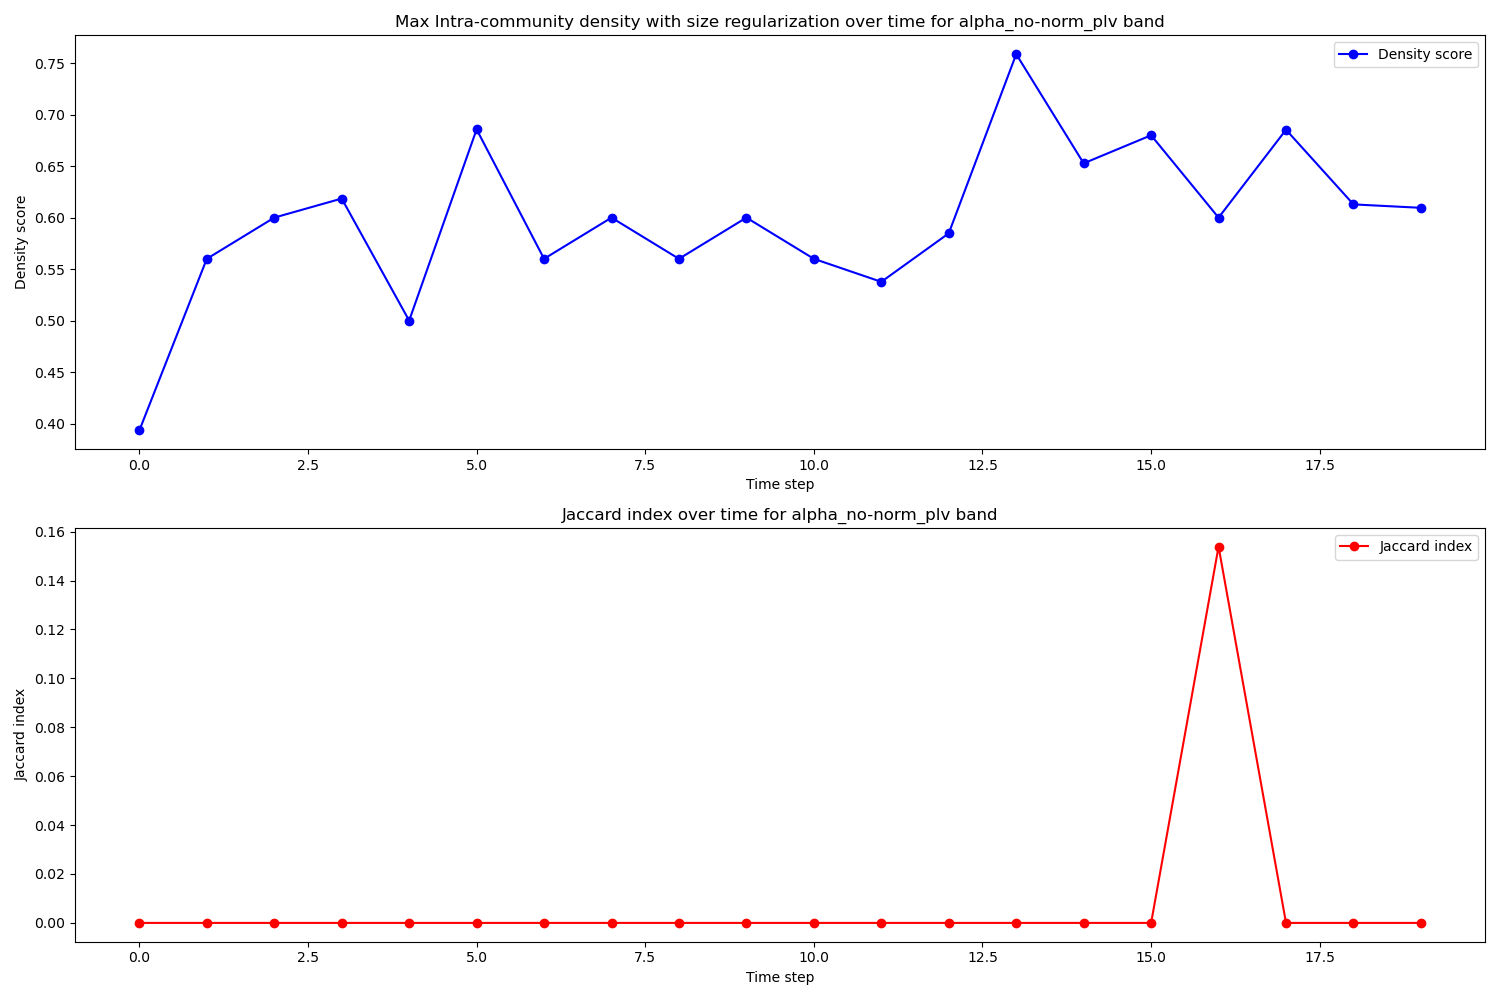 Max Intra-community density with size regularization over time for alpha_no-norm_plv band
Density score
0.75
0.70
0.65
0.60
0.55
0.50
0.45
0.40
Density score
0.0 2.5 5.0 7.5 10.0 12.5 15.0 17.5
Time step
Jaccard index over time for alpha_no-norm_plv band
Jaccard index
0.16
0.14
0.12
0.10
0.08
0.06
0.04
0.02
0.00
Jaccard index
0.0 2.5 5.0 7.5 10.0 12.5 15.0 17.5
Time step